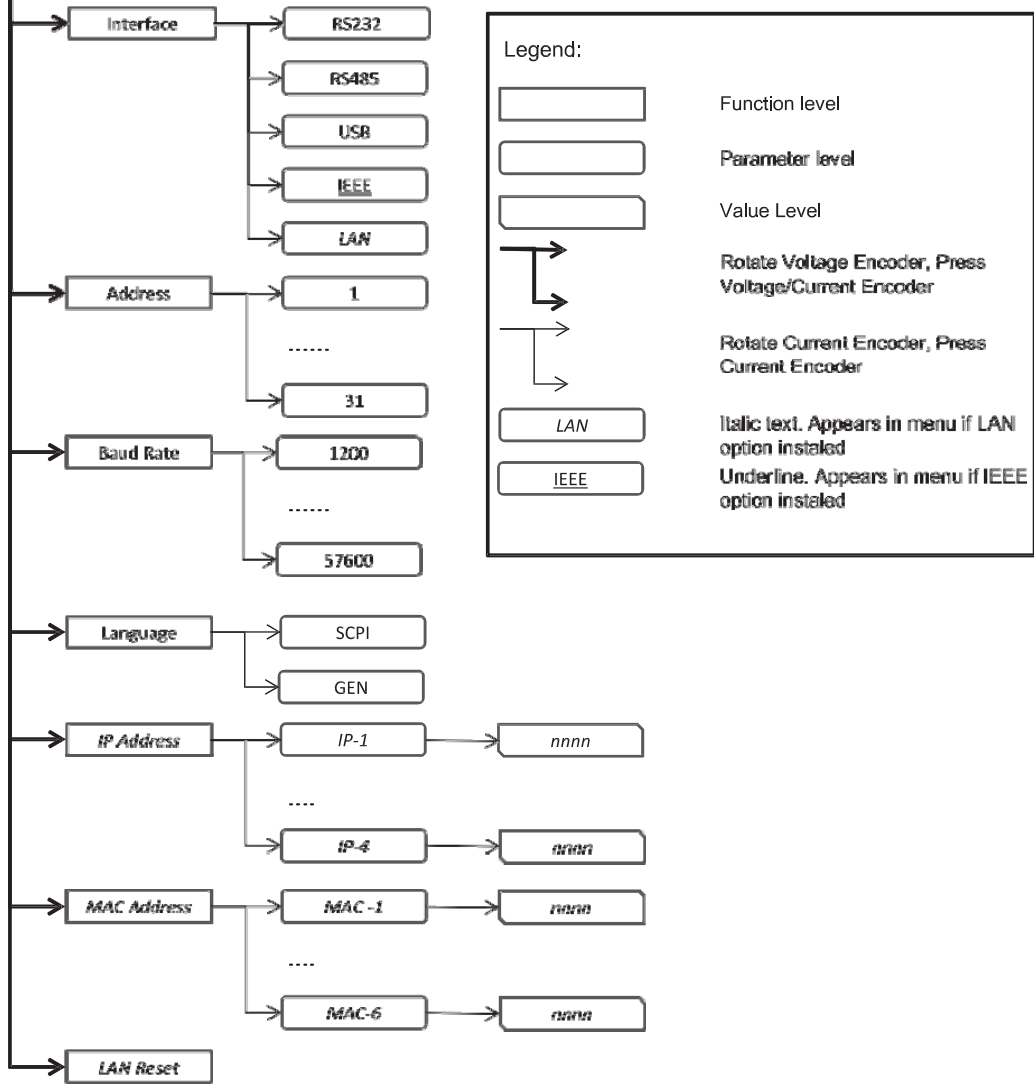 Interface
RS232
RS485
USB
IEEE
LAN
Address
1
......
31
Baud Rate
1200
......
57600
Language
SCPI
GEN
IP Address
IP-1
nnnn
....
IP-4
nnnn
MAC Address
MAC -1
nnnn
....
MAC-6
nnnn
LAN Reset
Legend:
Function level
Parameter level
Value Level
Rotate Voltage Encoder, Press
Voltage/Current Encoder
Rotate Current Encoder, Press
Current Encoder
LAN
Italic text. Appears in menu if LAN
option instaled
IEEE
Underline. Appears in menu if IEEE
option instaled